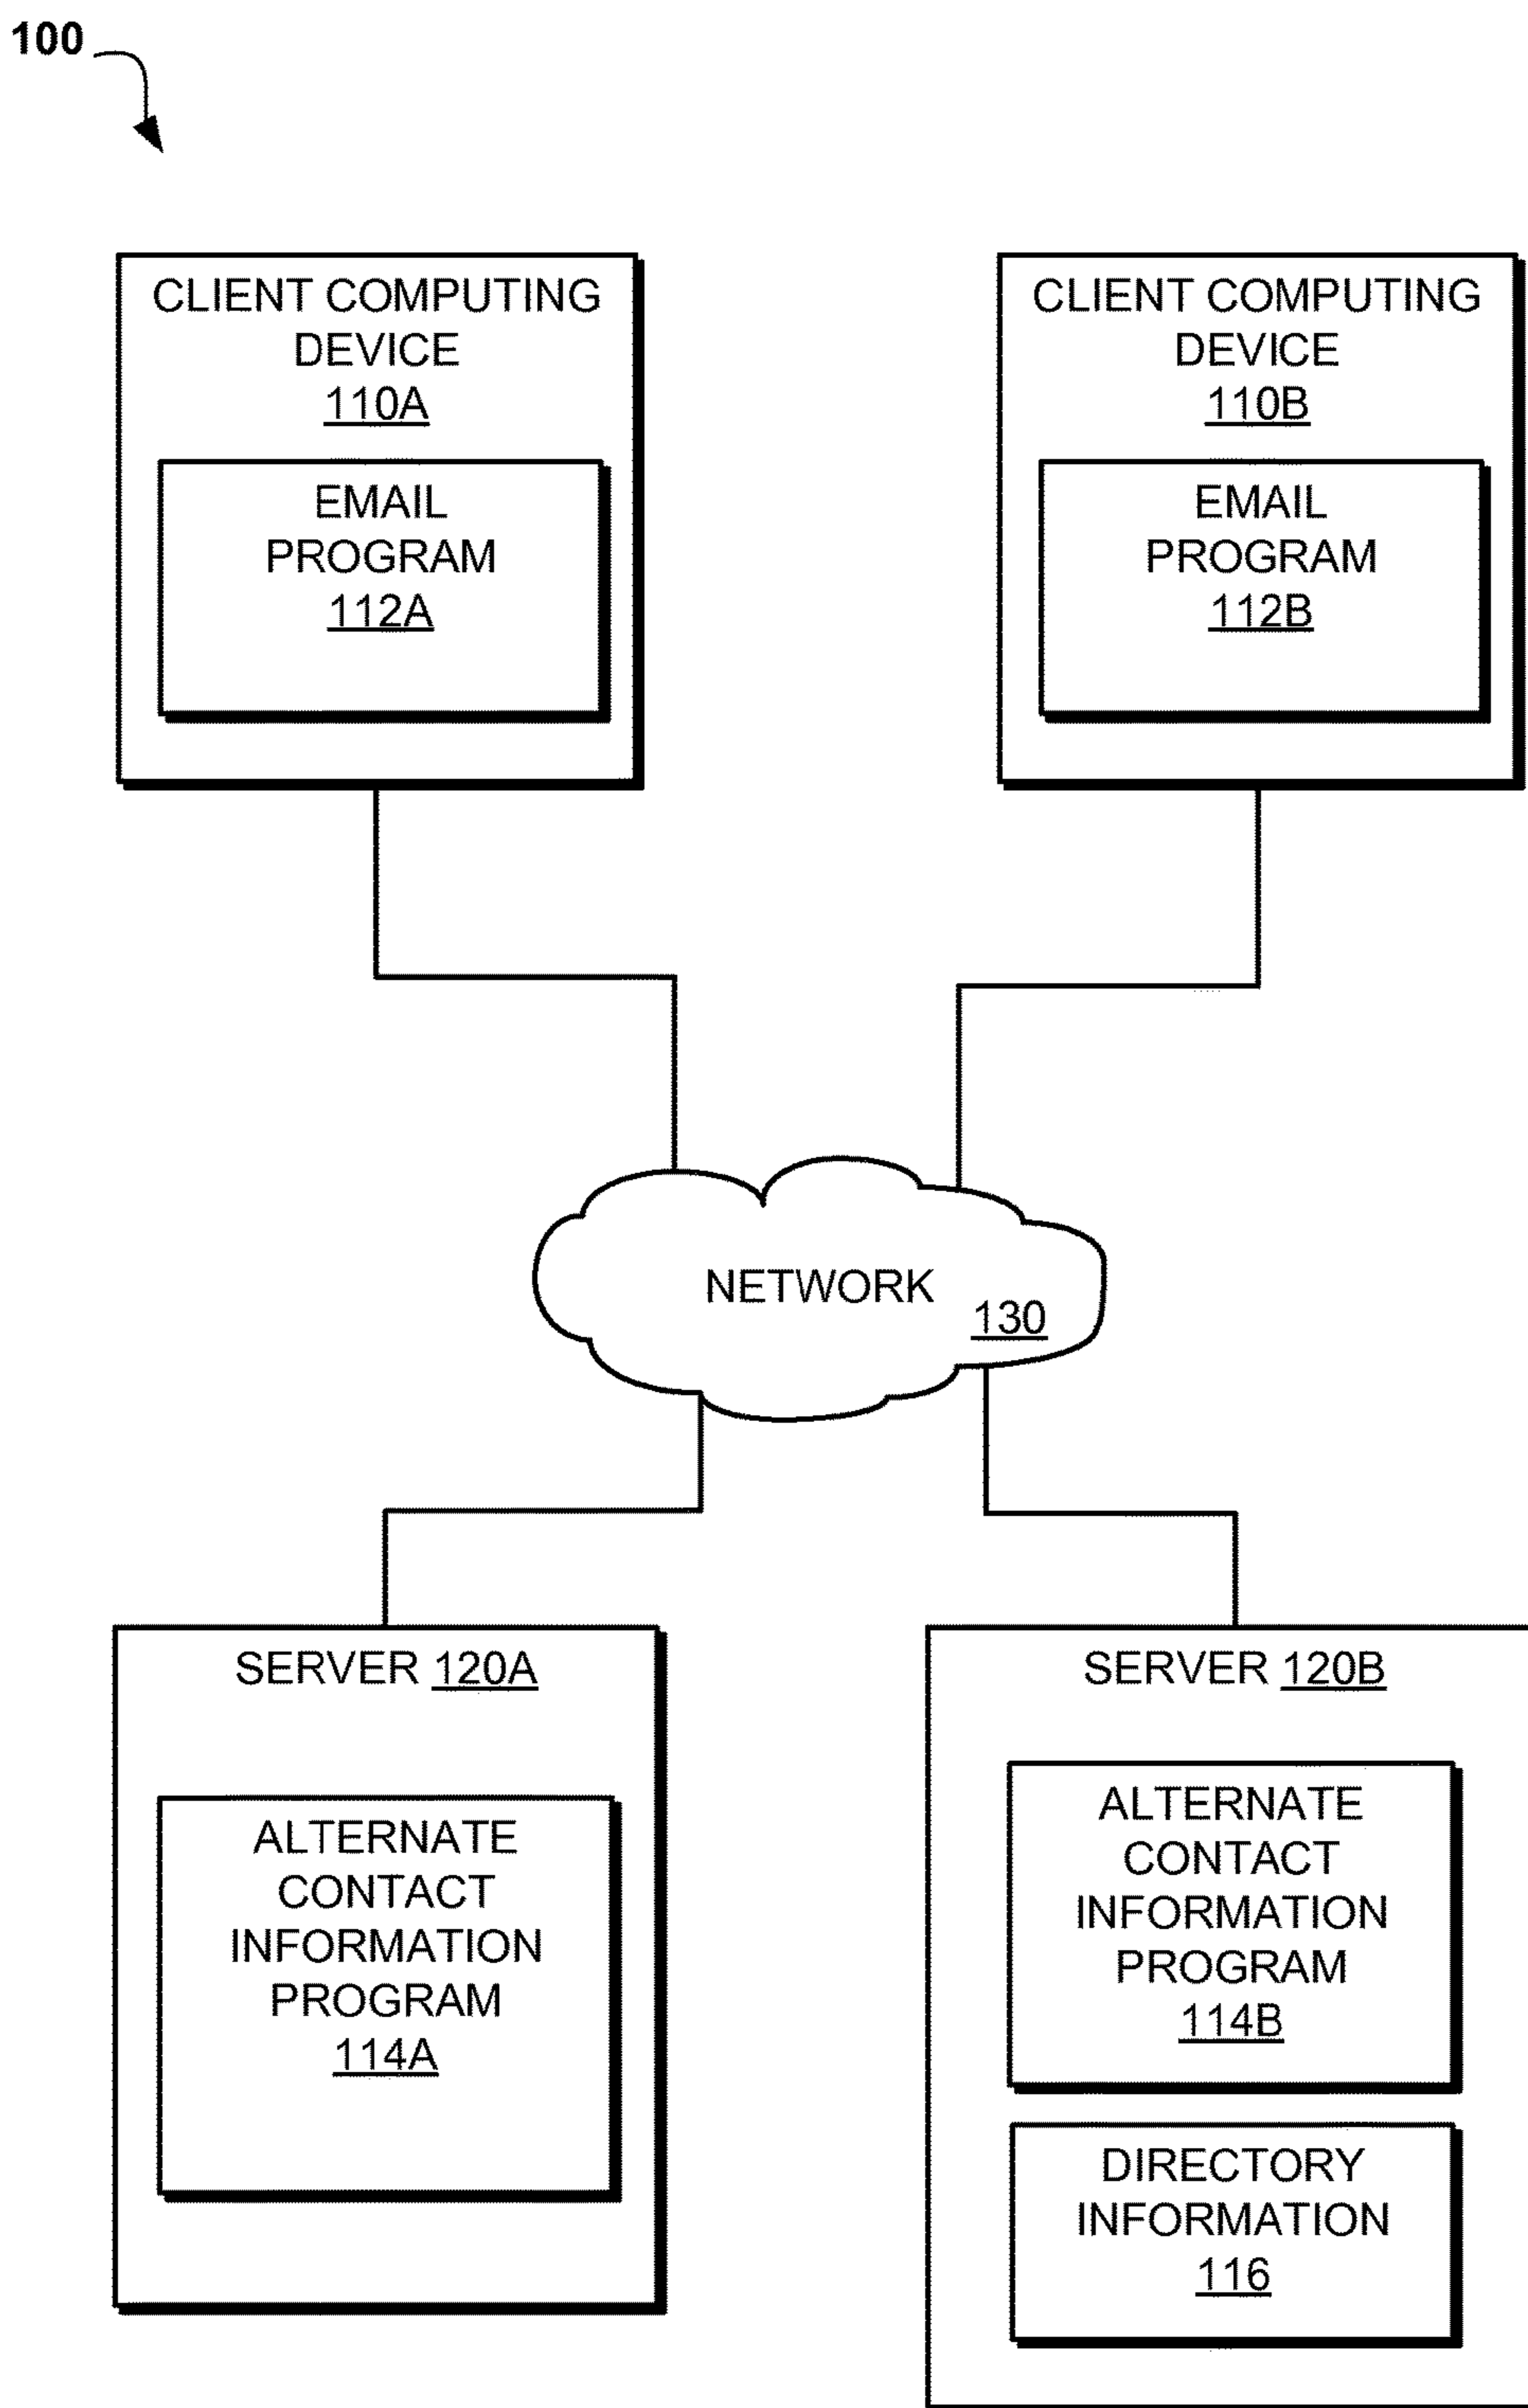 100
CLIENT COMPUTING
DEVICE
110A
EMAIL
PROGRAM
112A
CLIENT COMPUTING
DEVICE
110B
EMAIL
PROGRAM
112B
NETWORK
130
SERVER 120A
ALTERNATE
CONTACT
INFORMATION
PROGRAM
114A
SERVER 120B
ALTERNATE
CONTACT
INFORMATION
PROGRAM
114B
DIRECTORY
INFORMATION
116